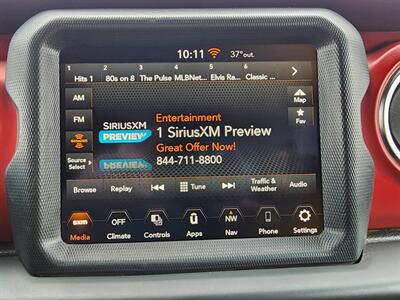 10:11 37°out.
1 2 3 4 5 6
Hits 1 80s on 8 The Pulse MLBNet... Elvis Ra... Classic ...
AM
FM
Source
Select
SIRIUSXM
PREVIEW
PREVIEW
Entertainment
1 SiriusXM Preview
Great Offer Now!
844-711-8800
Map
Fav
Browse Replay Tune Traffic &
Weather Audio
SXM OFF NW
Media Climate Controls Apps Nav Phone Settings